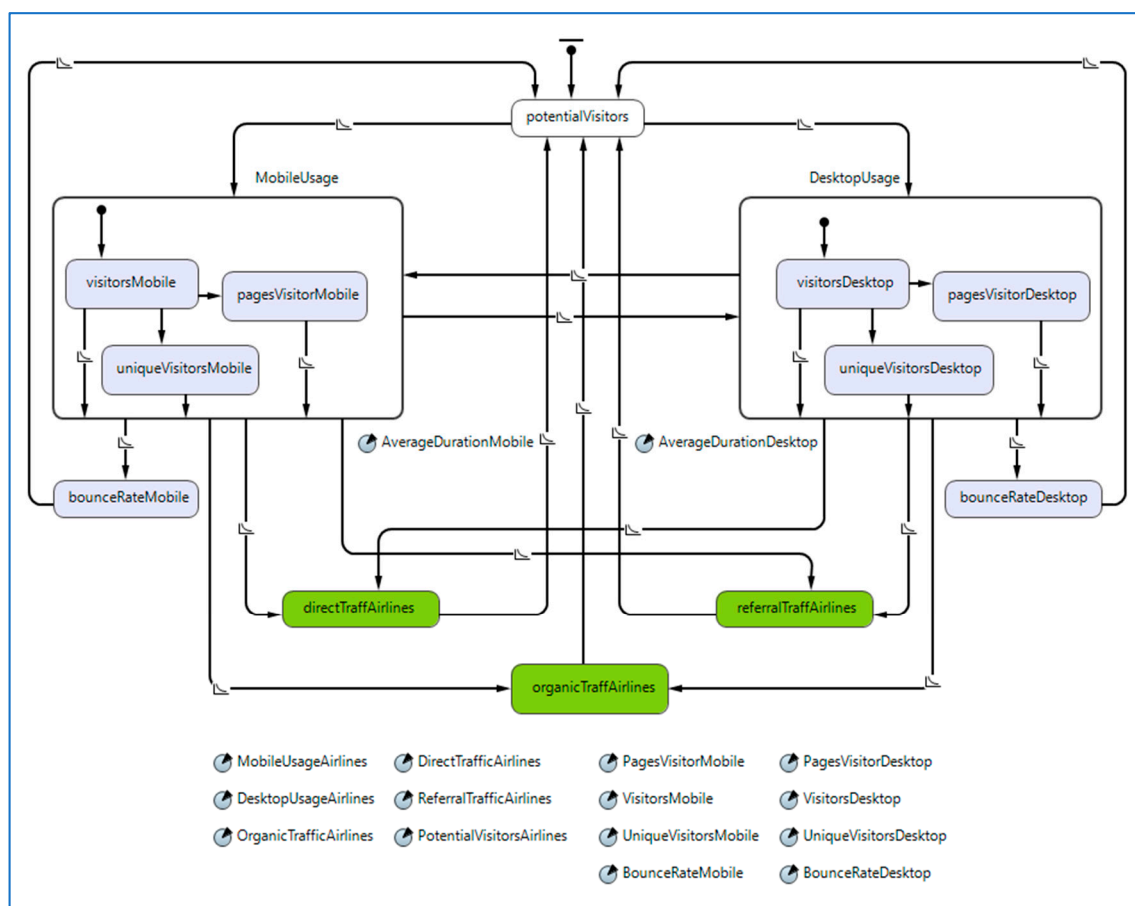 potentialVisitors
MobileUsage
DesktopUsage
visitorsMobile
pagesVisitorMobile
uniqueVisitorsMobile
visitorsDesktop
pagesVisitorDesktop
uniqueVisitorsDesktop
AverageDurationMobile
AverageDurationDesktop
bounceRateMobile
bounceRateDesktop
directTraffAirlines
referralTraffAirlines
organicTraffAirlines
MobileUsageAirlines
DirectTrafficAirlines
PagesVisitorMobile
PagesVisitorDesktop
DesktopUsageAirlines
ReferralTrafficAirlines
VisitorsMobile
VisitorsDesktop
OrganicTrafficAirlines
PotentialVisitorsAirlines
UniqueVisitorsMobile
UniqueVisitorsDesktop
BounceRateMobile
BounceRateDesktop